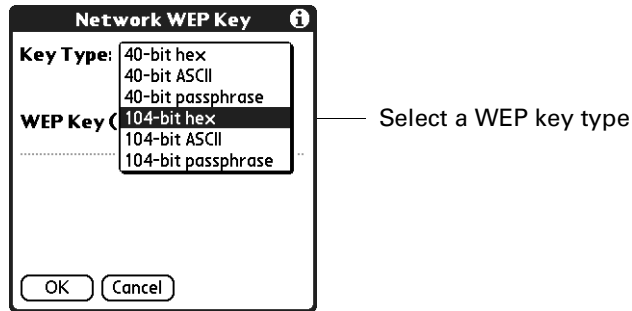 Network WEP Key
Key Type:
40-bit hex
40-bit ASCII
40-bit passphrase
WEP Key (
104-bit hex
104-bit ASCII
104-bit passphrase
Select a WEP key type
OK
Cancel